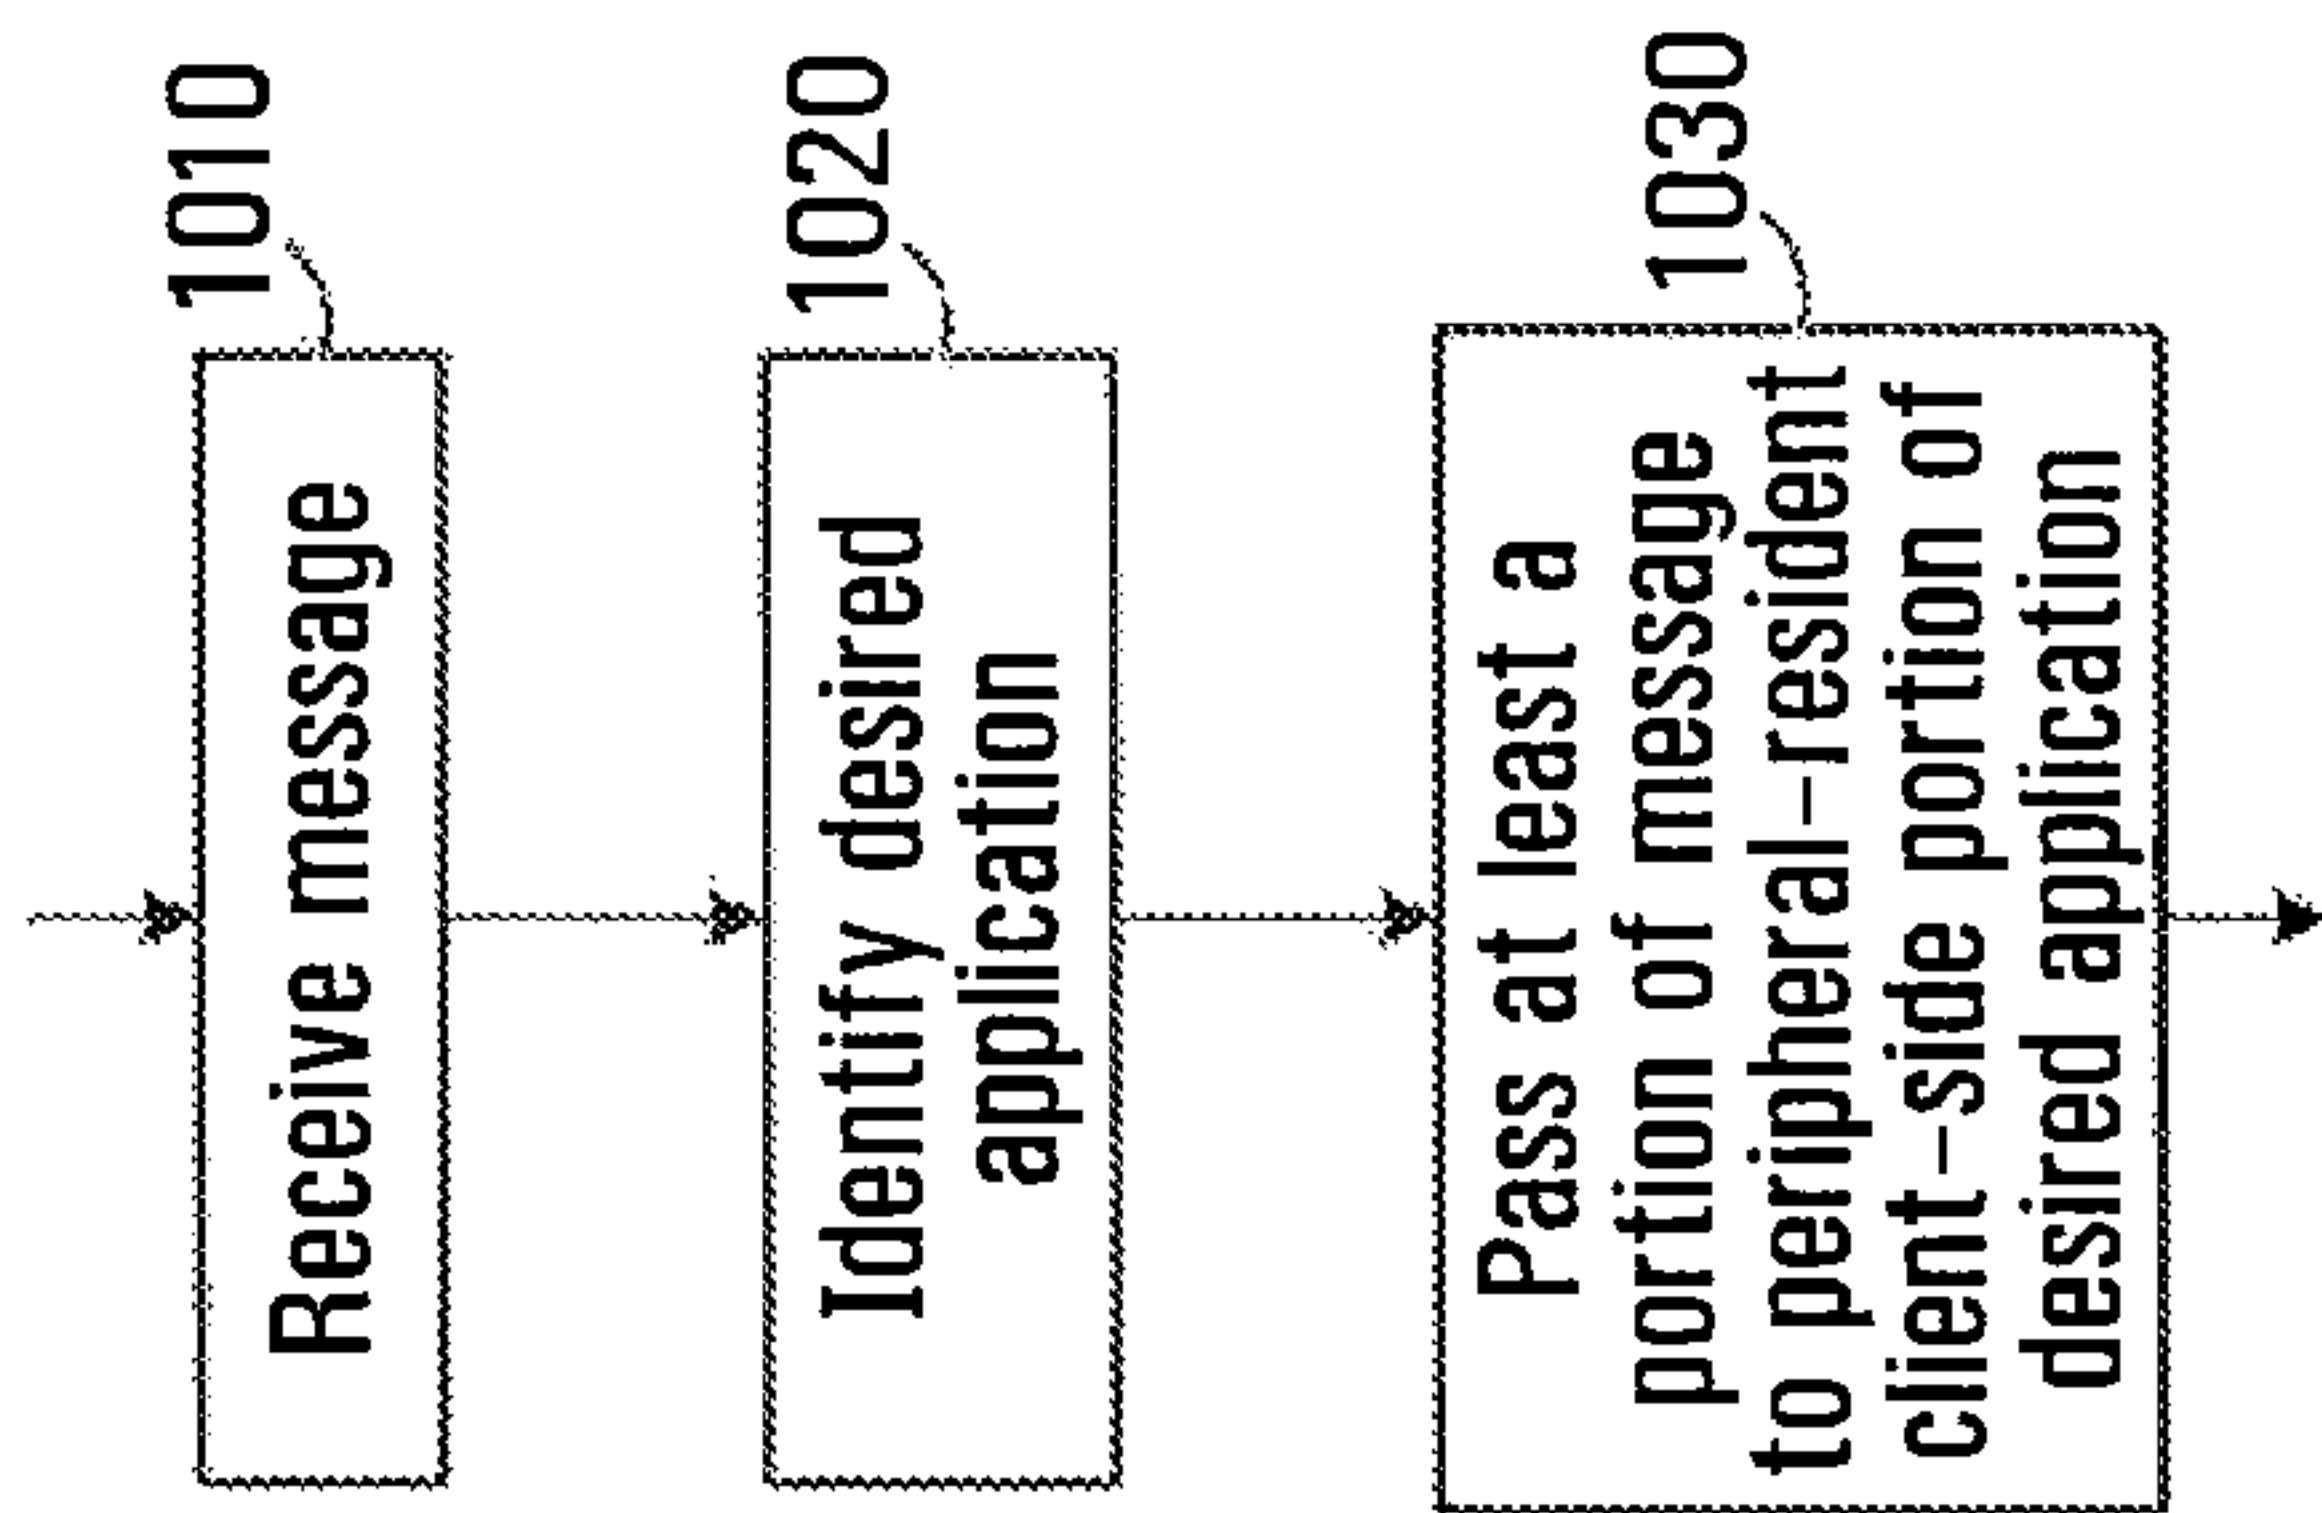 1010
Receive message
1020
Identify desired
application
1030
Pass at least a
portion of message
to peripheral-resident
client-side portion of
desired application